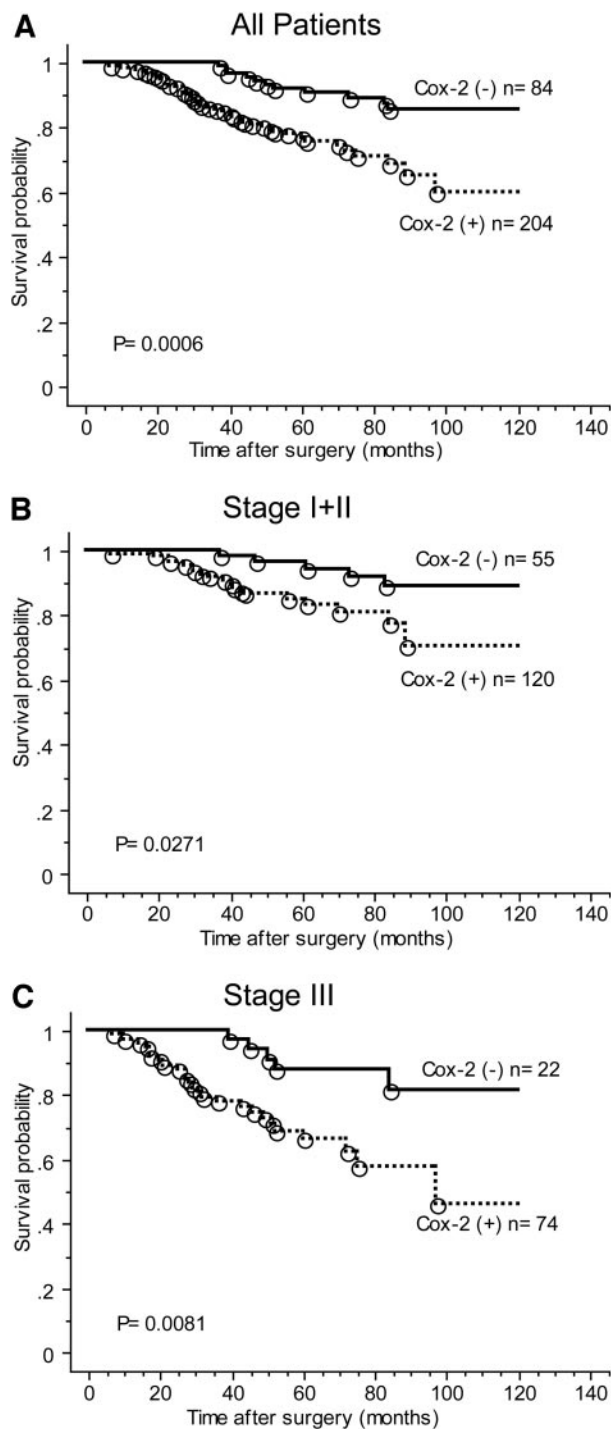 A
All Patients
1
.8
.6
.4
.2
0
Survival probability
Cox-2 (-) n= 84
Cox-2 (+) n= 204
P= 0.0006
0 20 40 60 80 100 120 140
Time after surgery (months)
B
Stage I+II
1
.8
.6
.4
.2
0
Survival probability
Cox-2 (-) n= 55
Cox-2 (+) n= 120
P= 0.0271
0 20 40 60 80 100 120 140
Time after surgery (months)
C
Stage III
1
.8
.6
.4
.2
0
Survival probability
Cox-2 (-) n= 22
Cox-2 (+) n= 74
P= 0.0081
0 20 40 60 80 100 120 140
Time after surgery (months)